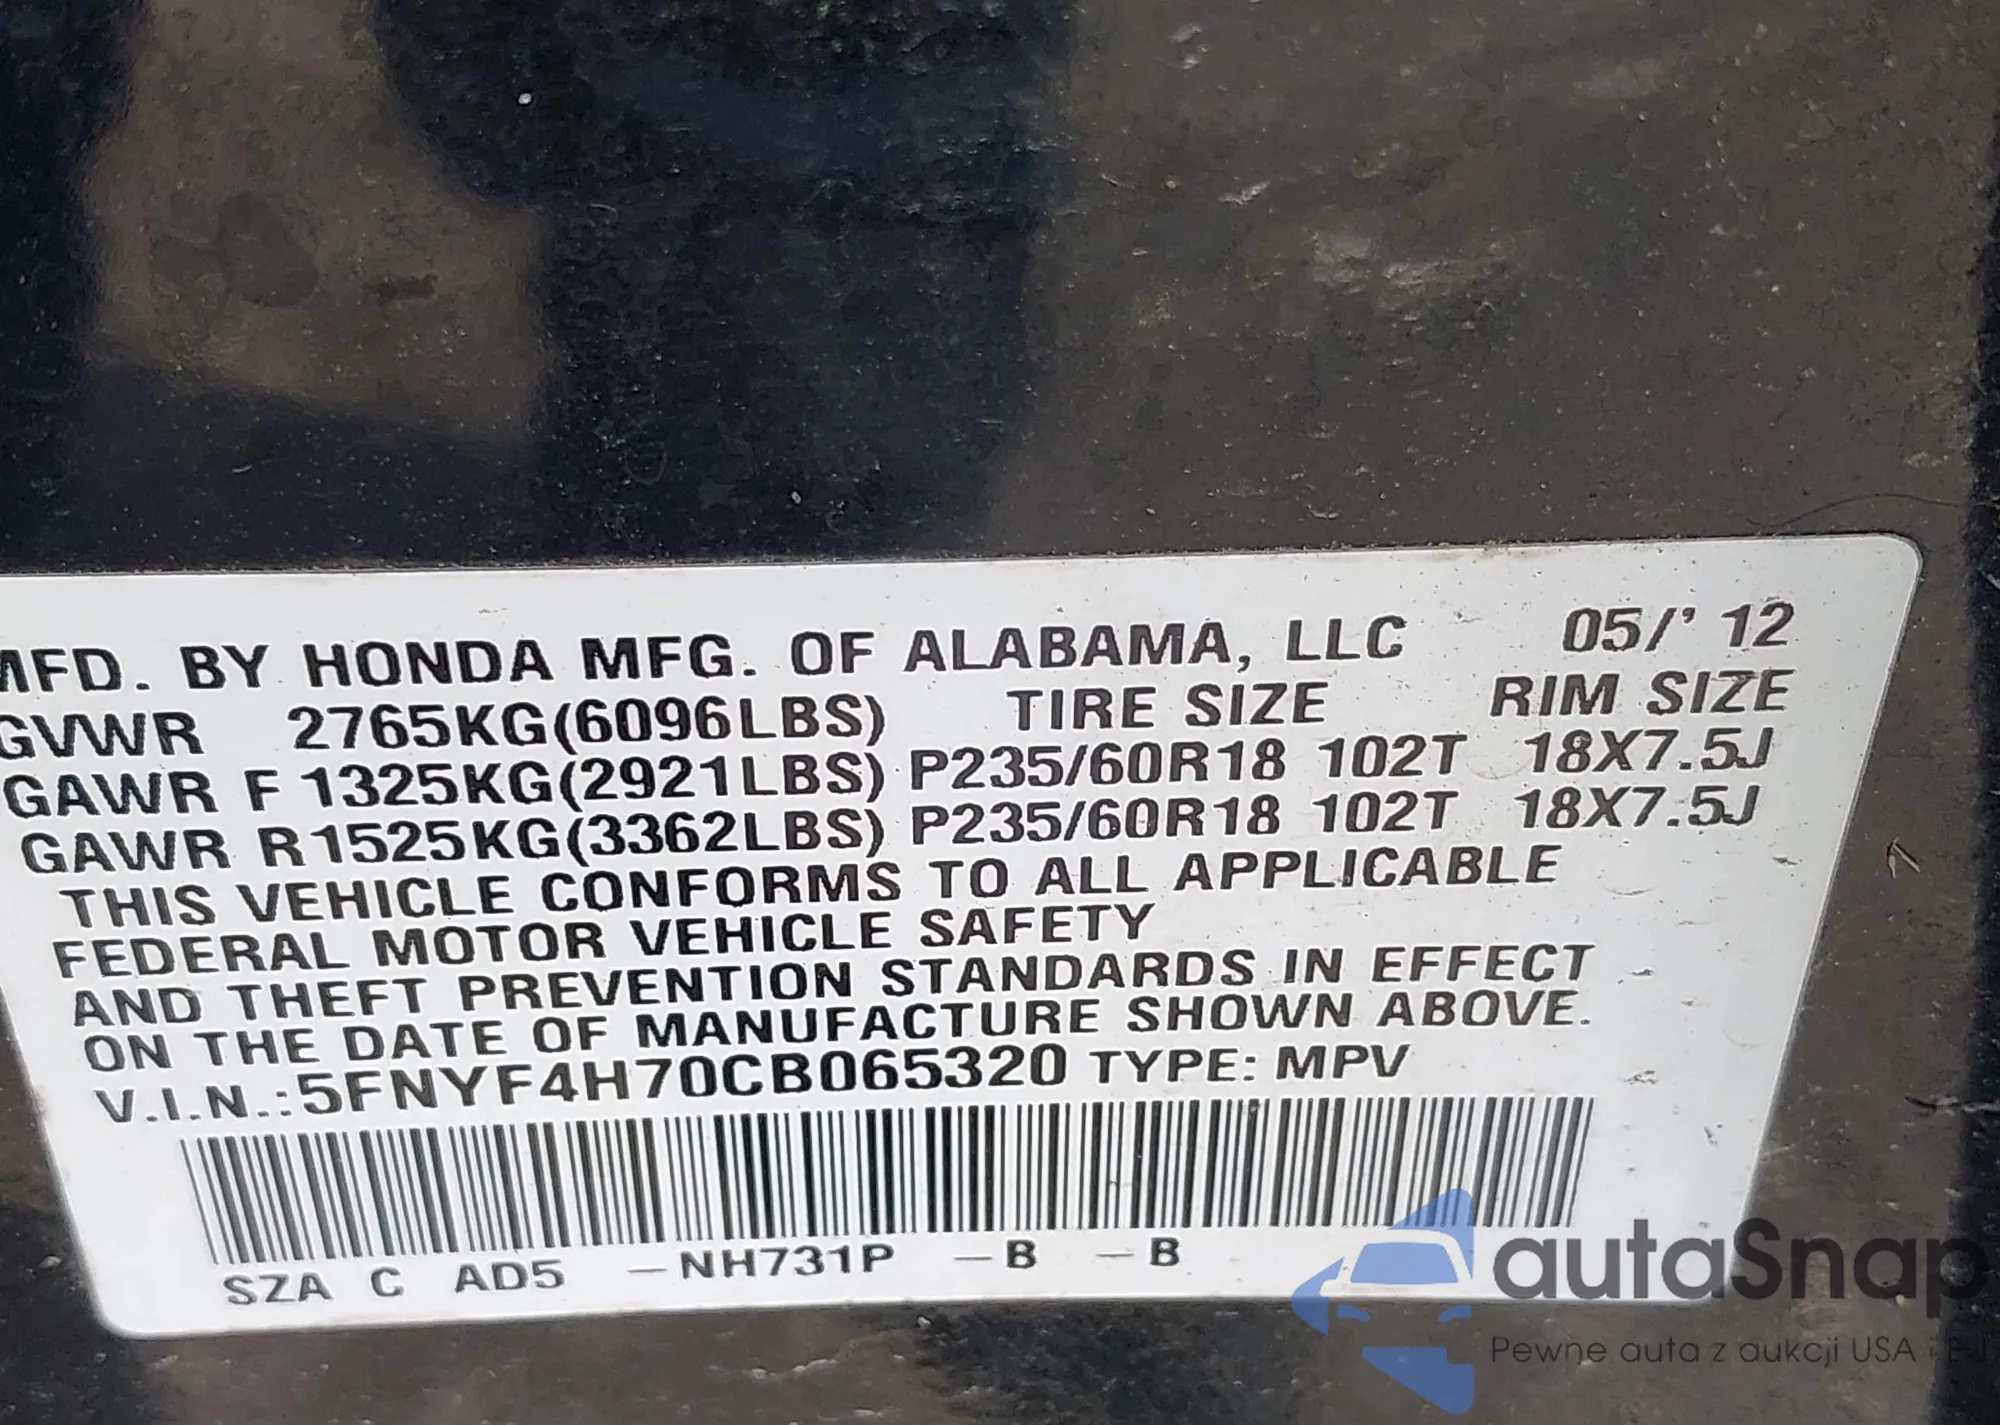 MFD. BY HONDA MFG. OF ALABAMA, LLC 05/'12
GVWR 2765KG(6096LBS) TIRE SIZE RIM SIZE
GAWR F 1325KG(2921LBS) P235/60R18 102T 18X7.5J
GAWR R1525KG(3362LBS) P235/60R18 102T 18X7.5J
THIS VEHICLE CONFORMS TO ALL APPLICABLE
FEDERAL MOTOR VEHICLE SAFETY
AND THEFT PREVENTION STANDARDS IN EFFECT
ON THE DATE OF MANUFACTURE SHOWN ABOVE.
V.I.N.:5FNYF4H70CB065320 TYPE: MPV
SZA C AD5 -NH731P -B -B
autaSnap
Pewne auta z aukcji USA i